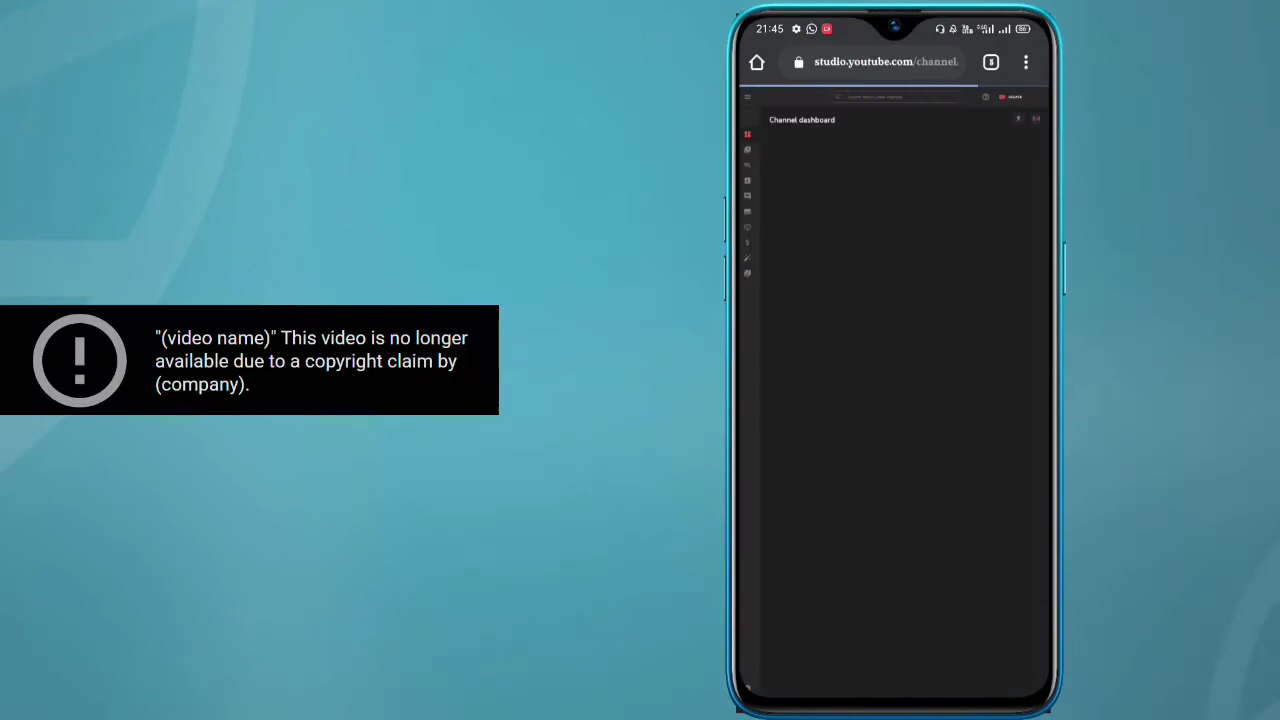 "(video name)" This video is no longer
available due to a copyright claim by
(company).
21:45
studio.youtube.com/channel
Channel dashboard